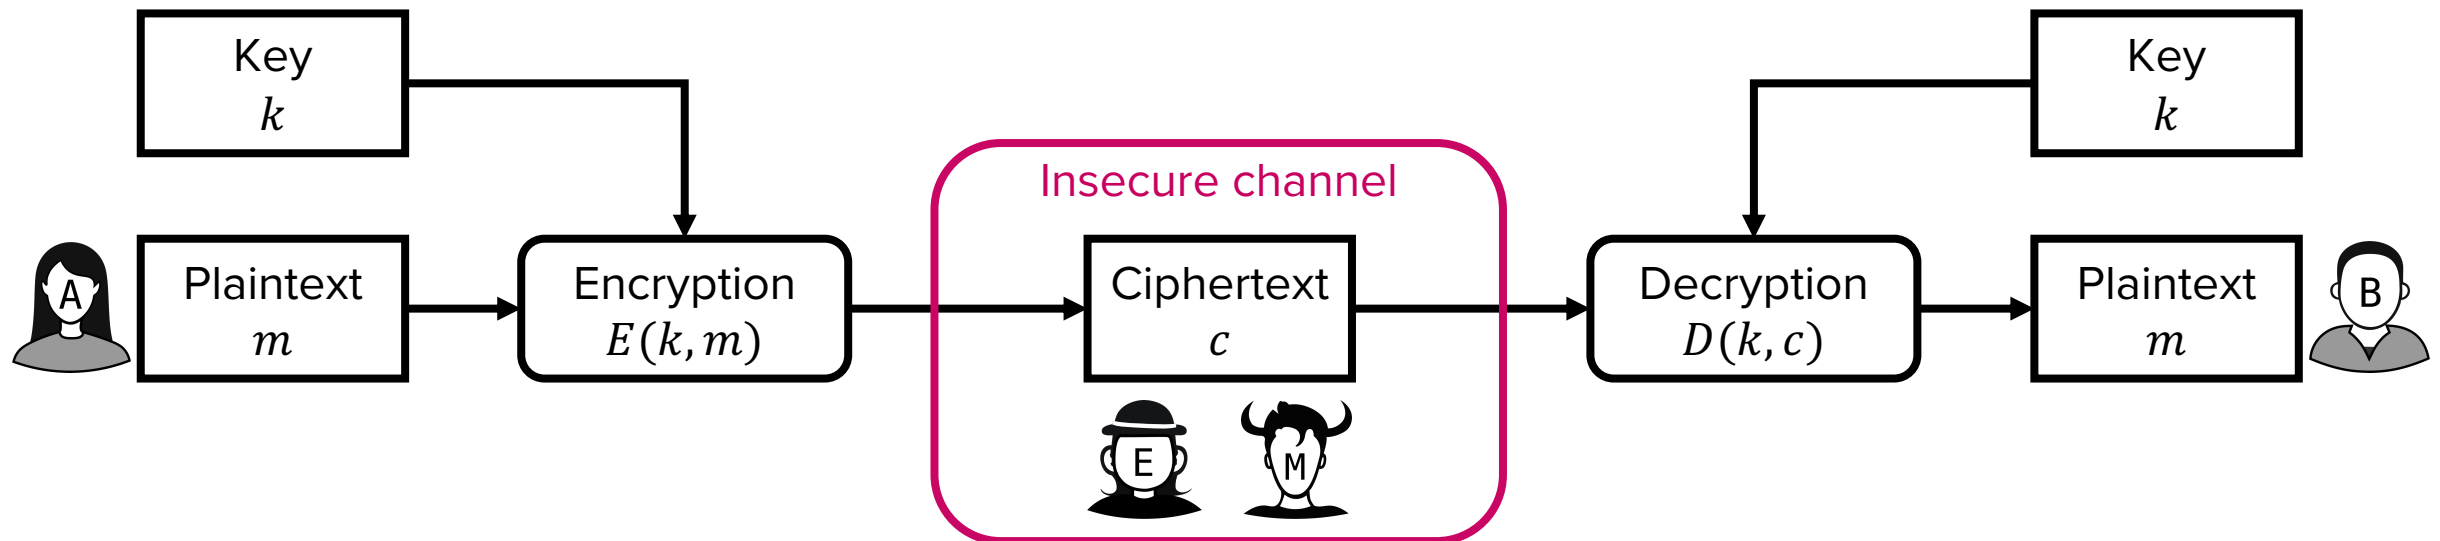 Key
k
Key
k
Insecure channel
A
Plaintext
m
Encryption
E(k, m)
Ciphertext
c
Decryption
D(k, c)
Plaintext
m
B
E
M